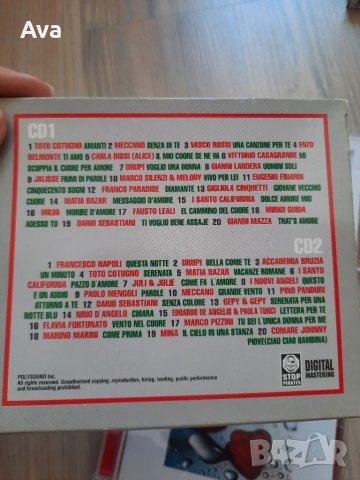 Ava
CD1
1 TOTO COTUGNO AMANTI 2 MECCANO SENZA DI TE 3 VASCO ROSSI UNA CANZONE PER TE 4 ENZO
BELMONTE TI AMO 5 CARLA BISSI (ALICE) IL MIO CUORE SE NE VA 6 VITTORIO CASAGRANDE MI
SCOPPIA IL CUORE PER AMORE 7 DRUPI VOGLIO UNA DONNA 8 GIANNI LARDERA UOMINI SOLI
9 JALISSE FIUMI DI PAROLE 10 MARCO SILENZI & MELODY VIVO PER LEI 11 EUGENIO FINARDI
CINQUECENTO SOGNI 12 FRANCO PARADISE DIAMANTE 13 GIGLIOLA CINQUETTI GIOVANE VECCHIO
CUORE 14 MATIA BAZAR MESSAGGIO D'AMORE 15 I SANTO CALIFORNIA DOLCE AMORE MIO
16 MILVA MORIRE D'AMORE 17 FAUSTO LEALI EL CAMMINO DEL CUORE 18 MIRKO GUIDA
ADESSO TU 19 DARIO SEBASTIANI TI VOGLIO BENE ASSAJE 20 GIANNI MAZZA THAT'S AMORE
CD2
1 FRANCESCO NAPOLI QUESTA NOTTE 2 DRUPI BELLA COME TE 3 ACCADEMIA BRUZIA
UN MINUTO 4 TOTO COTUGNO SERENATA 5 MATIA BAZAR VACANZE ROMANE 6 I SANTO
CALIFORNIA PAZZO D'AMORE 7 JULI & JULIE COME FA L'AMORE 8 I NUOVI ANGELI QUESTO
E UN ADDIO 9 PAOLO MENGOLI PAROLE 10 MECCANO GRANDE VENTO 11 PINO PANDURI
ATTORNO A TE 12 DARIO SEBASTIANI SENZA COLORE 13 GEPY & GEPY SERENATA PER UNA
NOTTE BLU 14 NINO D'ANGELO CHIARA 15 EDOARDO DE ANGELIS & PAOLA TURCI LETTERA PER TE
16 FLAVIA FORTUNATO VENTO NEL CUORE 17 MARCO PIZZINI TU SEI L'UNICA DONNA PER ME
18 MARINO MARINI COME PRIMA 19 MINA IL CIELO IN UNA STANZA 20 COMARE JOHNNY
PIOVE(CIAO CIAO BAMBINA)
POLYSOUND Inc.
All rights reserved. Unauthorized copying, reproduction, hiring, lending, public performance
and broadcasting prohibited.
STOP
PIRATES
DIGITAL
MASTERING
BAZAR